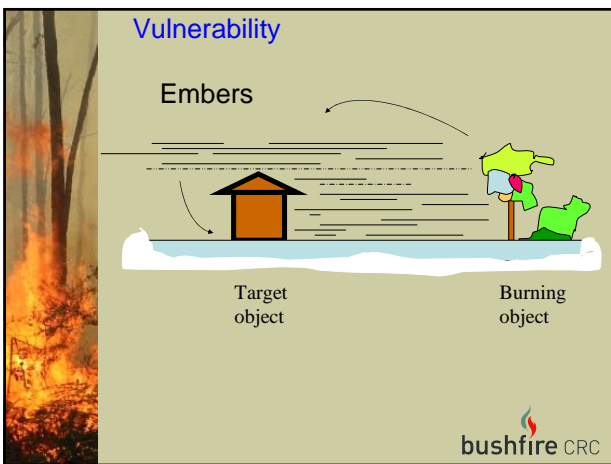 Vulnerability
Embers
Target
object
Burning
object
bushfire CRC